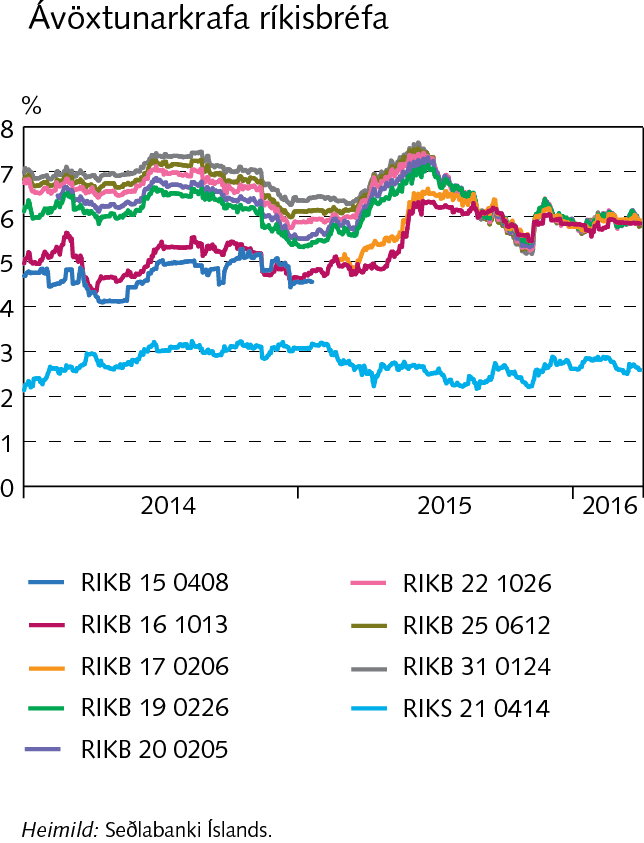 Ávöxtunarkrafa ríkisbréfa
%
8
7
6
5
4
3
2
1
0
2014 2015 2016
RIKB 15 0408
RIKB 16 1013
RIKB 17 0206
RIKB 19 0226
RIKB 20 0205
RIKB 22 1026
RIKB 25 0612
RIKB 31 0124
RIKS 21 0414
Heimild: Seðlabanki Íslands.